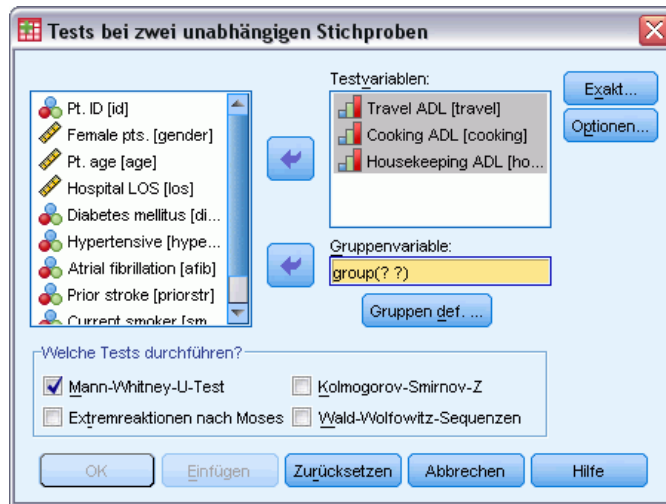 Tests bei zwei unabhängigen Stichproben
Pt. ID [id]
Female pts. [gender]
Pt. age [age]
Hospital LOS [los]
Diabetes mellitus [di...
Hypertensive [hype...
Atrial fibrillation [afib]
Prior stroke [priorstr]
Current smoker [sm
Testvariablen:
Travel ADL [travel]
Cooking ADL [cooking]
Housekeeping ADL [ho...
Exakt...
Optionen...
Gruppenvariable:
group(? ?)
Gruppen def. ...
Welche Tests durchführen?
Mann-Whitney-U-Test
Kolmogorov-Smirnov-Z
Extremreaktionen nach Moses
Wald-Wolfowitz-Sequenzen
OK
Einfügen
Zurücksetzen
Abbrechen
Hilfe